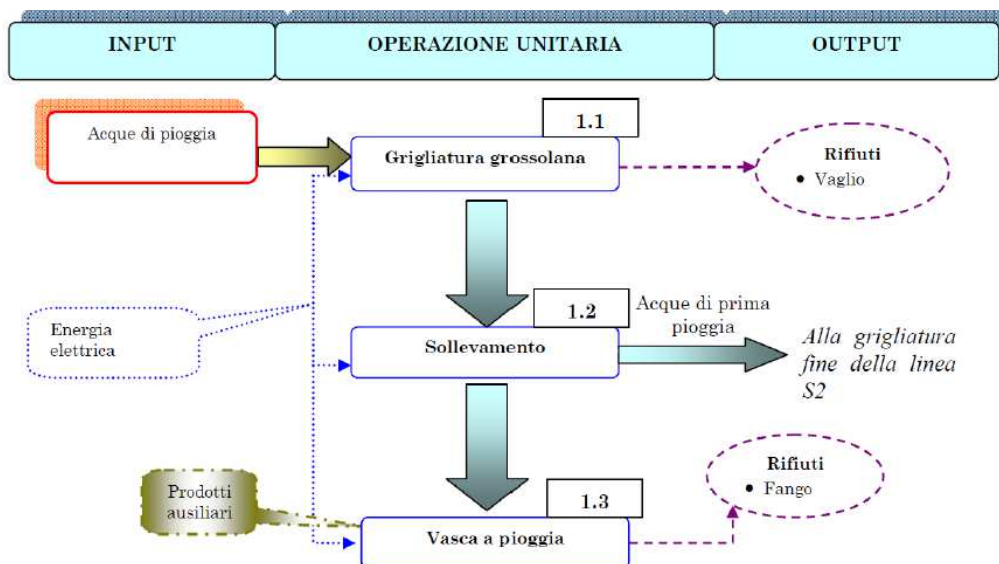 INPUT
OPERAZIONE UNITARIA
OUTPUT
1.1
Acque di pioggia
Grigliatura grossolana
Rifiuti
• Vaglio
1.2
Acque di prima
pioggia
Energia
elettrica
Sollevamento
Alla grigliatura
fine della linea
S2
Prodotti
ausiliari
1.3
Vasca a pioggia
Rifiuti
• Fango